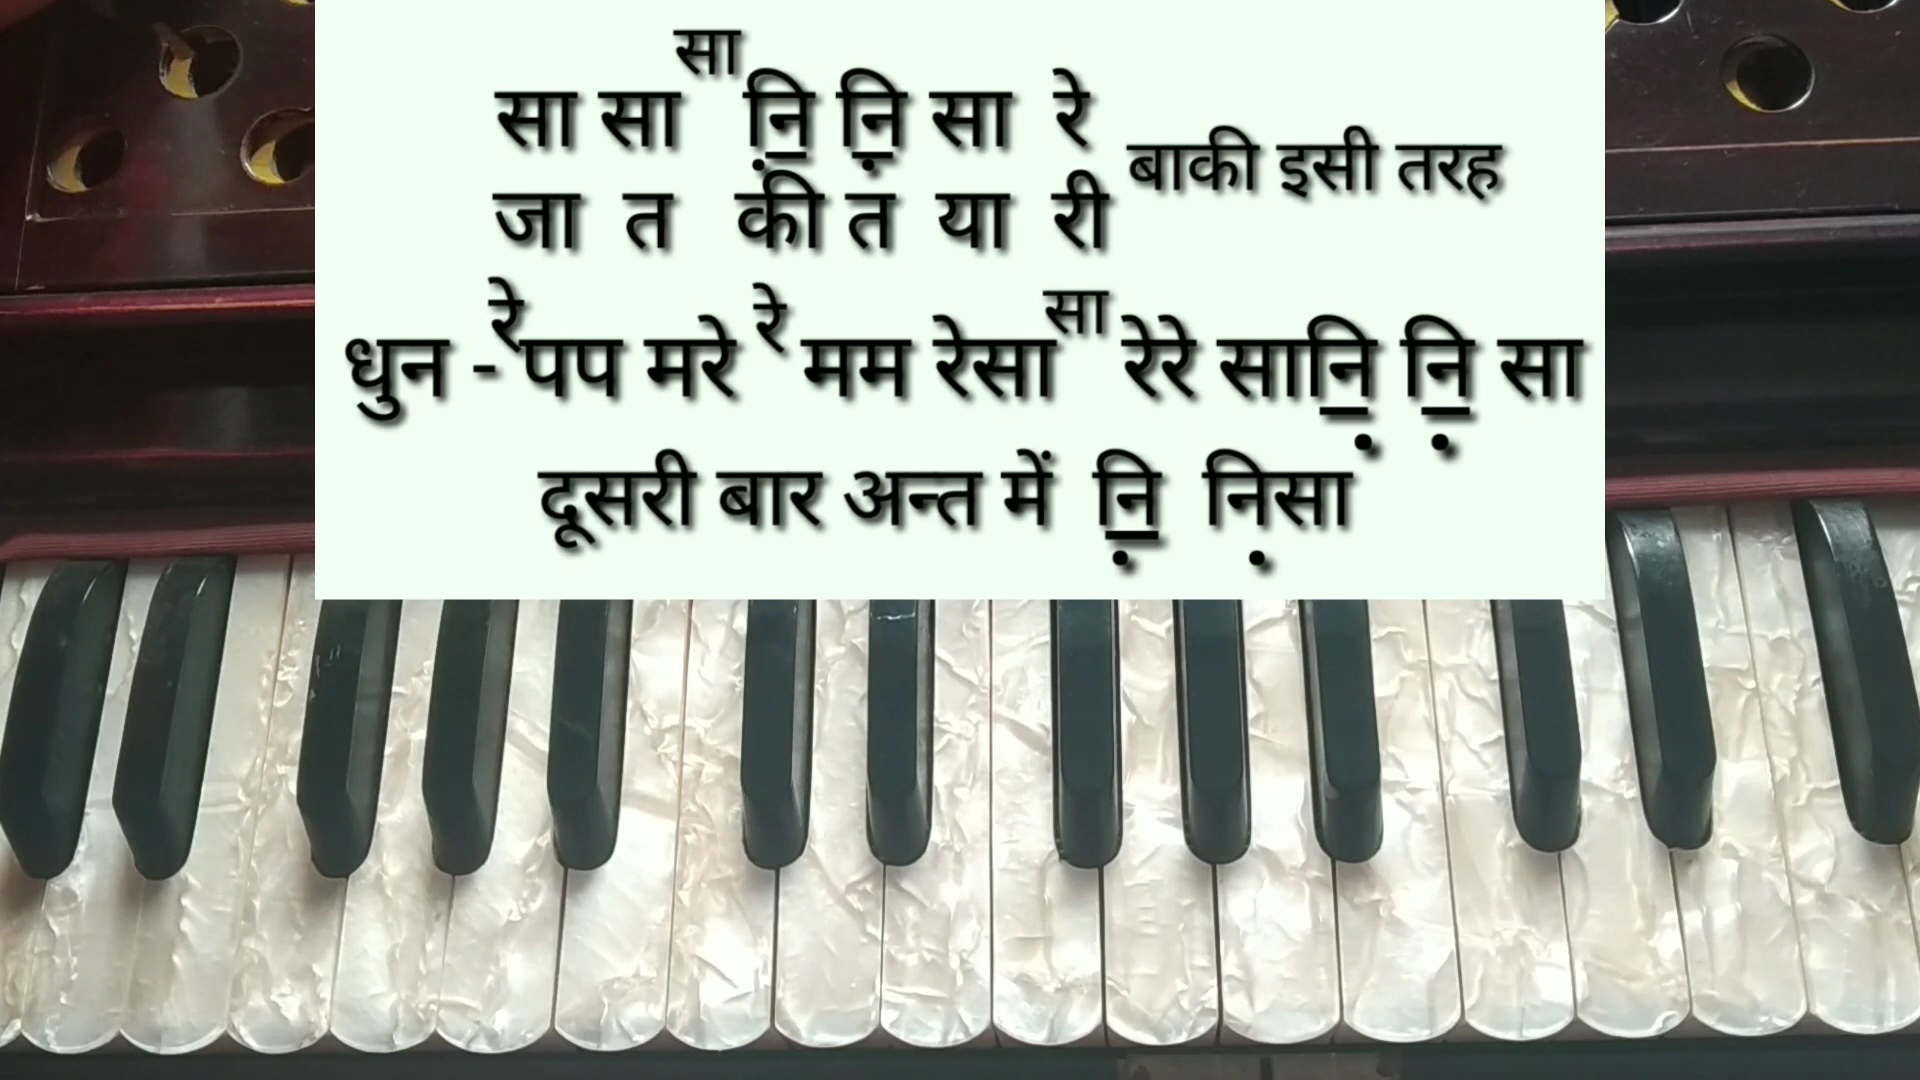 सा सा सा नि़॒ नि़॒ सा रे
जा त की त या री बाकी इसी तरह
धुन - रे पप मरे रे मम रेसा सा रेरे सानि़॒ नि़॒ सा
दूसरी बार अन्त में नि़॒ नि़सा